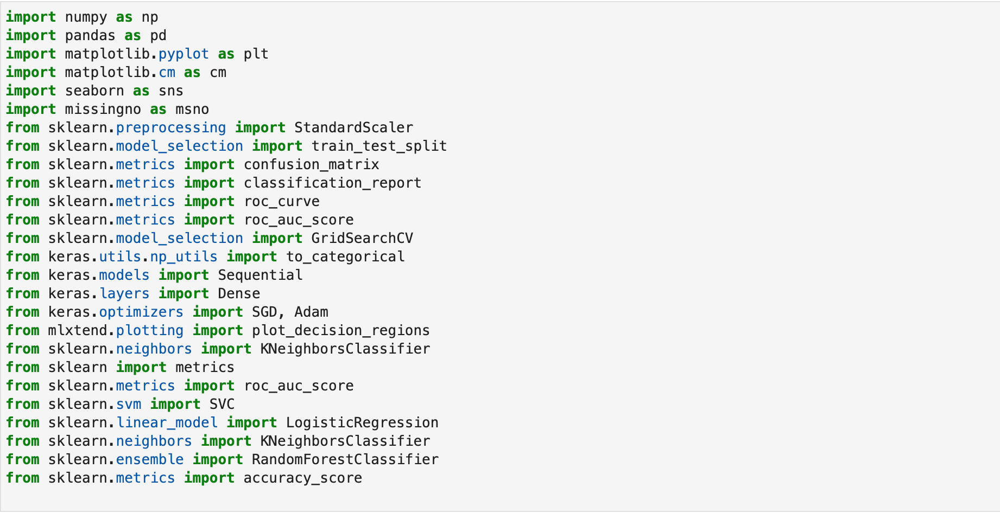 import numpy as np
import pandas as pd
import matplotlib.pyplot as plt
import matplotlib.cm as cm
import seaborn as sns
import missingno as msno
from sklearn.preprocessing import StandardScaler
from sklearn.model_selection import train_test_split
from sklearn.metrics import confusion_matrix
from sklearn.metrics import classification_report
from sklearn.metrics import roc_curve
from sklearn.metrics import roc_auc_score
from sklearn.model_selection import GridSearchCV
from keras.utils.np_utils import to_categorical
from keras.models import Sequential
from keras.layers import Dense
from keras.optimizers import SGD, Adam
from mlxtend.plotting import plot_decision_regions
from sklearn.neighbors import KNeighborsClassifier
from sklearn import metrics
from sklearn.metrics import roc_auc_score
from sklearn.svm import SVC
from sklearn.linear_model import LogisticRegression
from sklearn.neighbors import KNeighborsClassifier
from sklearn.ensemble import RandomForestClassifier
from sklearn.metrics import accuracy_score